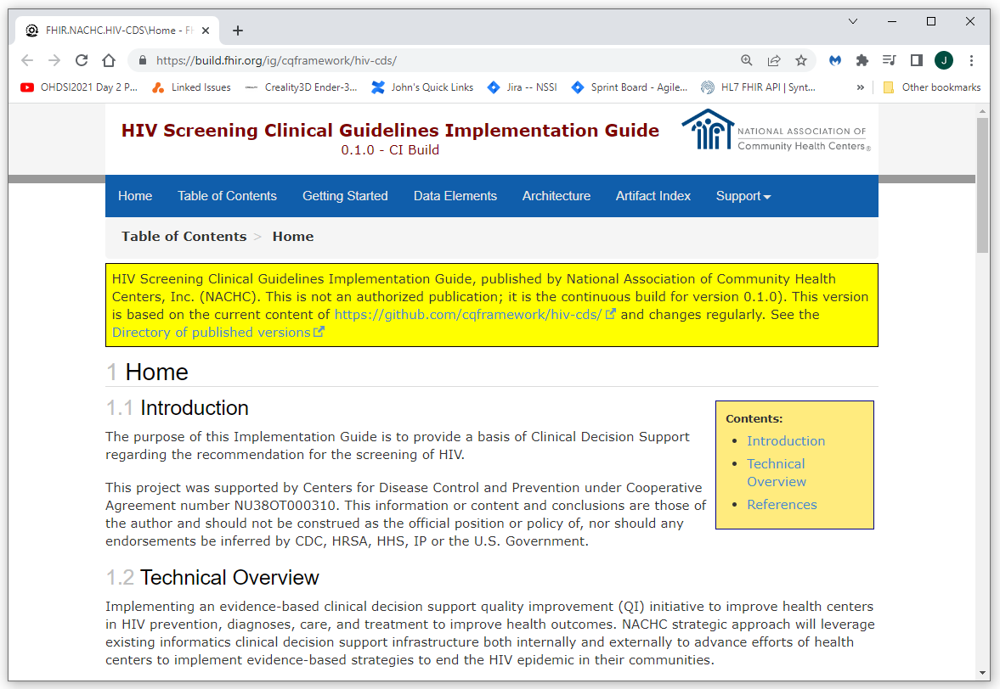 FHIR.NACHC.HIV-CDS\Home - FH
https://build.fhir.org/ig/cqframework/hiv-cds/
J
OHDSI2021 Day 2 P...
Linked Issues
Creality3D Ender-3...
John's Quick Links
Jira -- NSSI
Sprint Board - Agile...
HL7 FHIR API | Synt...
»
Other bookmarks
HIV Screening Clinical Guidelines Implementation Guide
0.1.0 - CI Build
NATIONAL ASSOCIATION OF
Community Health Centers®
Home
Table of Contents
Getting Started
Data Elements
Architecture
Artifact Index
Support
Table of Contents > Home
HIV Screening Clinical Guidelines Implementation Guide, published by National Association of Community Health
Centers, Inc. (NACHC). This is not an authorized publication; it is the continuous build for version 0.1.0). This version
is based on the current content of https://github.com/cqframework/hiv-cds/ and changes regularly. See the
Directory of published versions
1 Home
1.1 Introduction
The purpose of this Implementation Guide is to provide a basis of Clinical Decision Support
regarding the recommendation for the screening of HIV.
This project was supported by Centers for Disease Control and Prevention under Cooperative
Agreement number NU38OT000310. This information or content and conclusions are those of
the author and should not be construed as the official position or policy of, nor should any
endorsements be inferred by CDC, HRSA, HHS, IP or the U.S. Government.
Contents:
• Introduction
• Technical
Overview
• References
1.2 Technical Overview
Implementing an evidence-based clinical decision support quality improvement (QI) initiative to improve health centers
in HIV prevention, diagnoses, care, and treatment to improve health outcomes. NACHC strategic approach will leverage
existing informatics clinical decision support infrastructure both internally and externally to advance efforts of health
centers to implement evidence-based strategies to end the HIV epidemic in their communities.